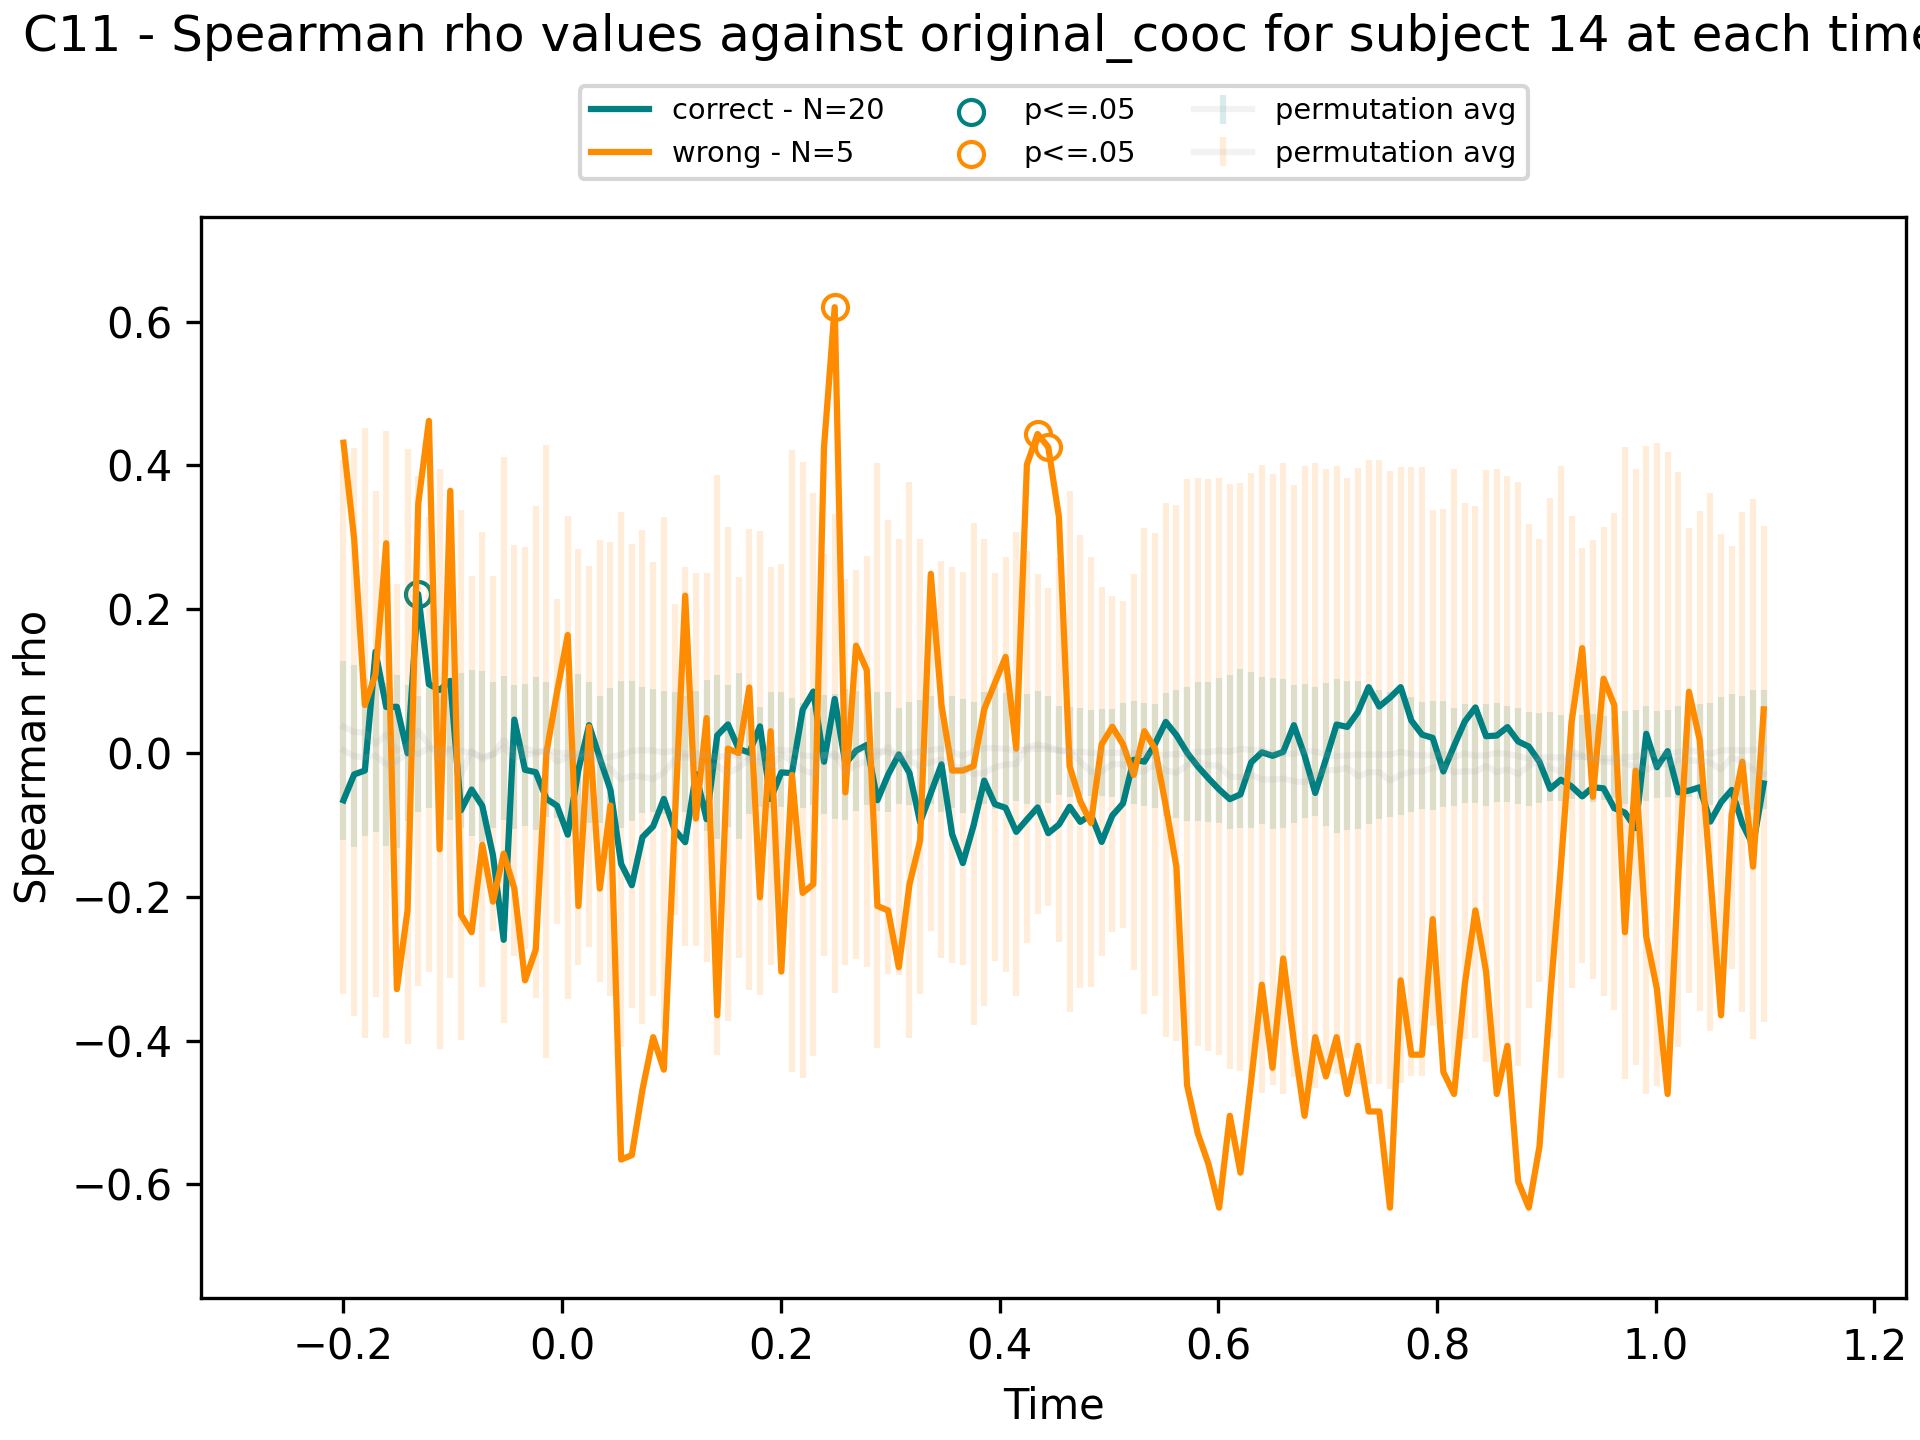 C11 - Spearman rho values against original_cooc for subject 14 at each time
correct - N=20
wrong - N=5
p<=.05
p<=.05
permutation avg
permutation avg
Spearman rho
0.6
0.4
0.2
0.0
−0.2
−0.4
−0.6
−0.2
0.0
0.2
0.4
0.6
0.8
1.0
1.2
Time